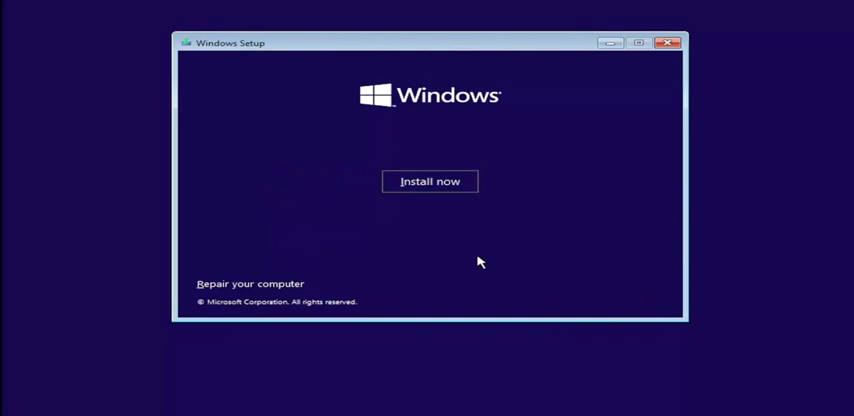 Windows Setup
Windows
Install now
Repair your computer
© Microsoft Corporation. All rights reserved.